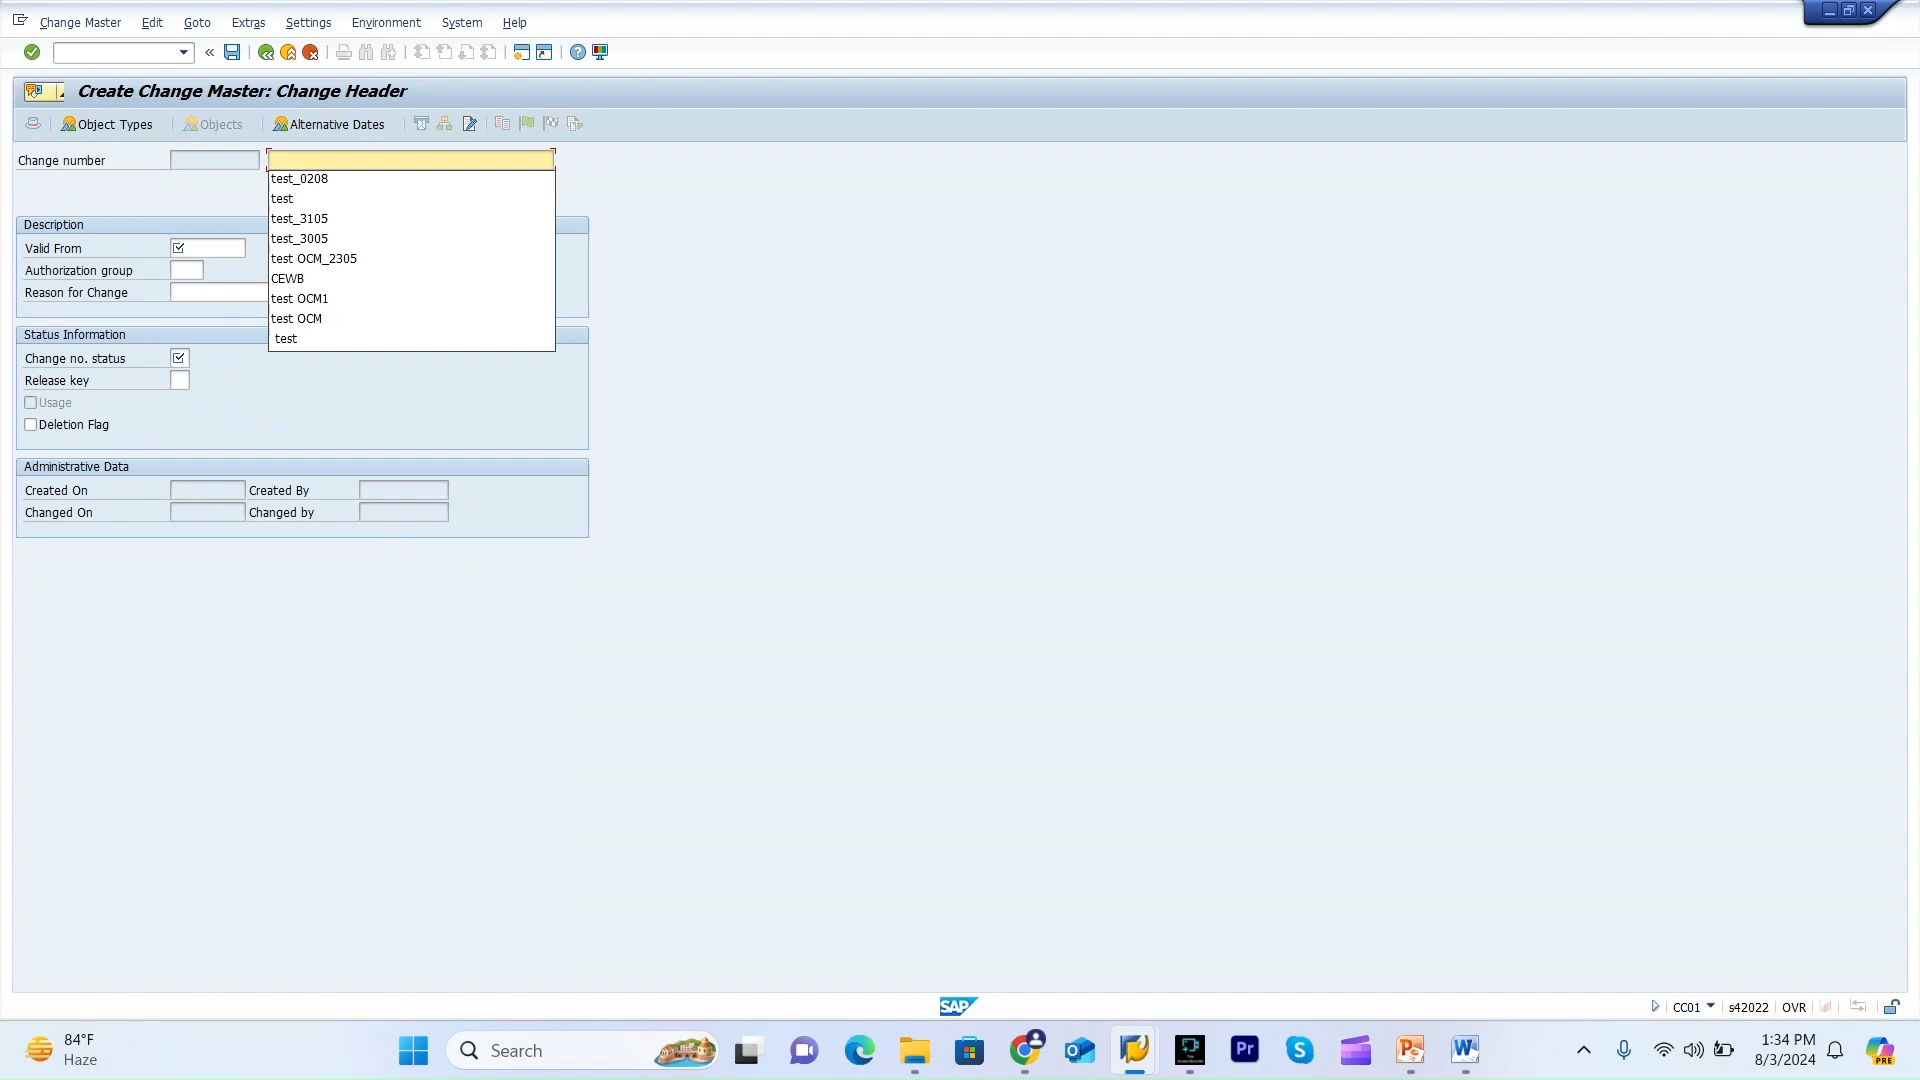 Change Master Edit Goto Extras Settings Environment System Help
Create Change Master: Change Header
Object Types Objects Alternative Dates
Change number
test_0208
test
test_3105
test_3005
test OCM_2305
CEWB
test OCM1
test OCM
test
Description
Valid From
Authorization group
Reason for Change
Status Information
Change no. status
Release key
Usage
Deletion Flag
Administrative Data
Created On Created By
Changed On Changed by
SAP
CC01 s42022 OVR
84°F
Haze
Search
Pr
1:34 PM
8/3/2024
PRE